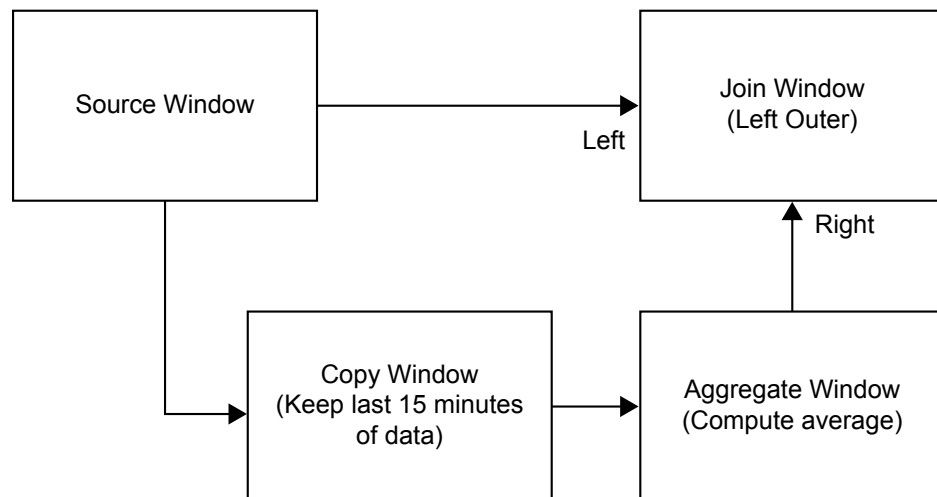 Source Window
Join Window
(Left Outer)
Left
Right
Copy Window
(Keep last 15 minutes
of data)
Aggregate Window
(Compute average)